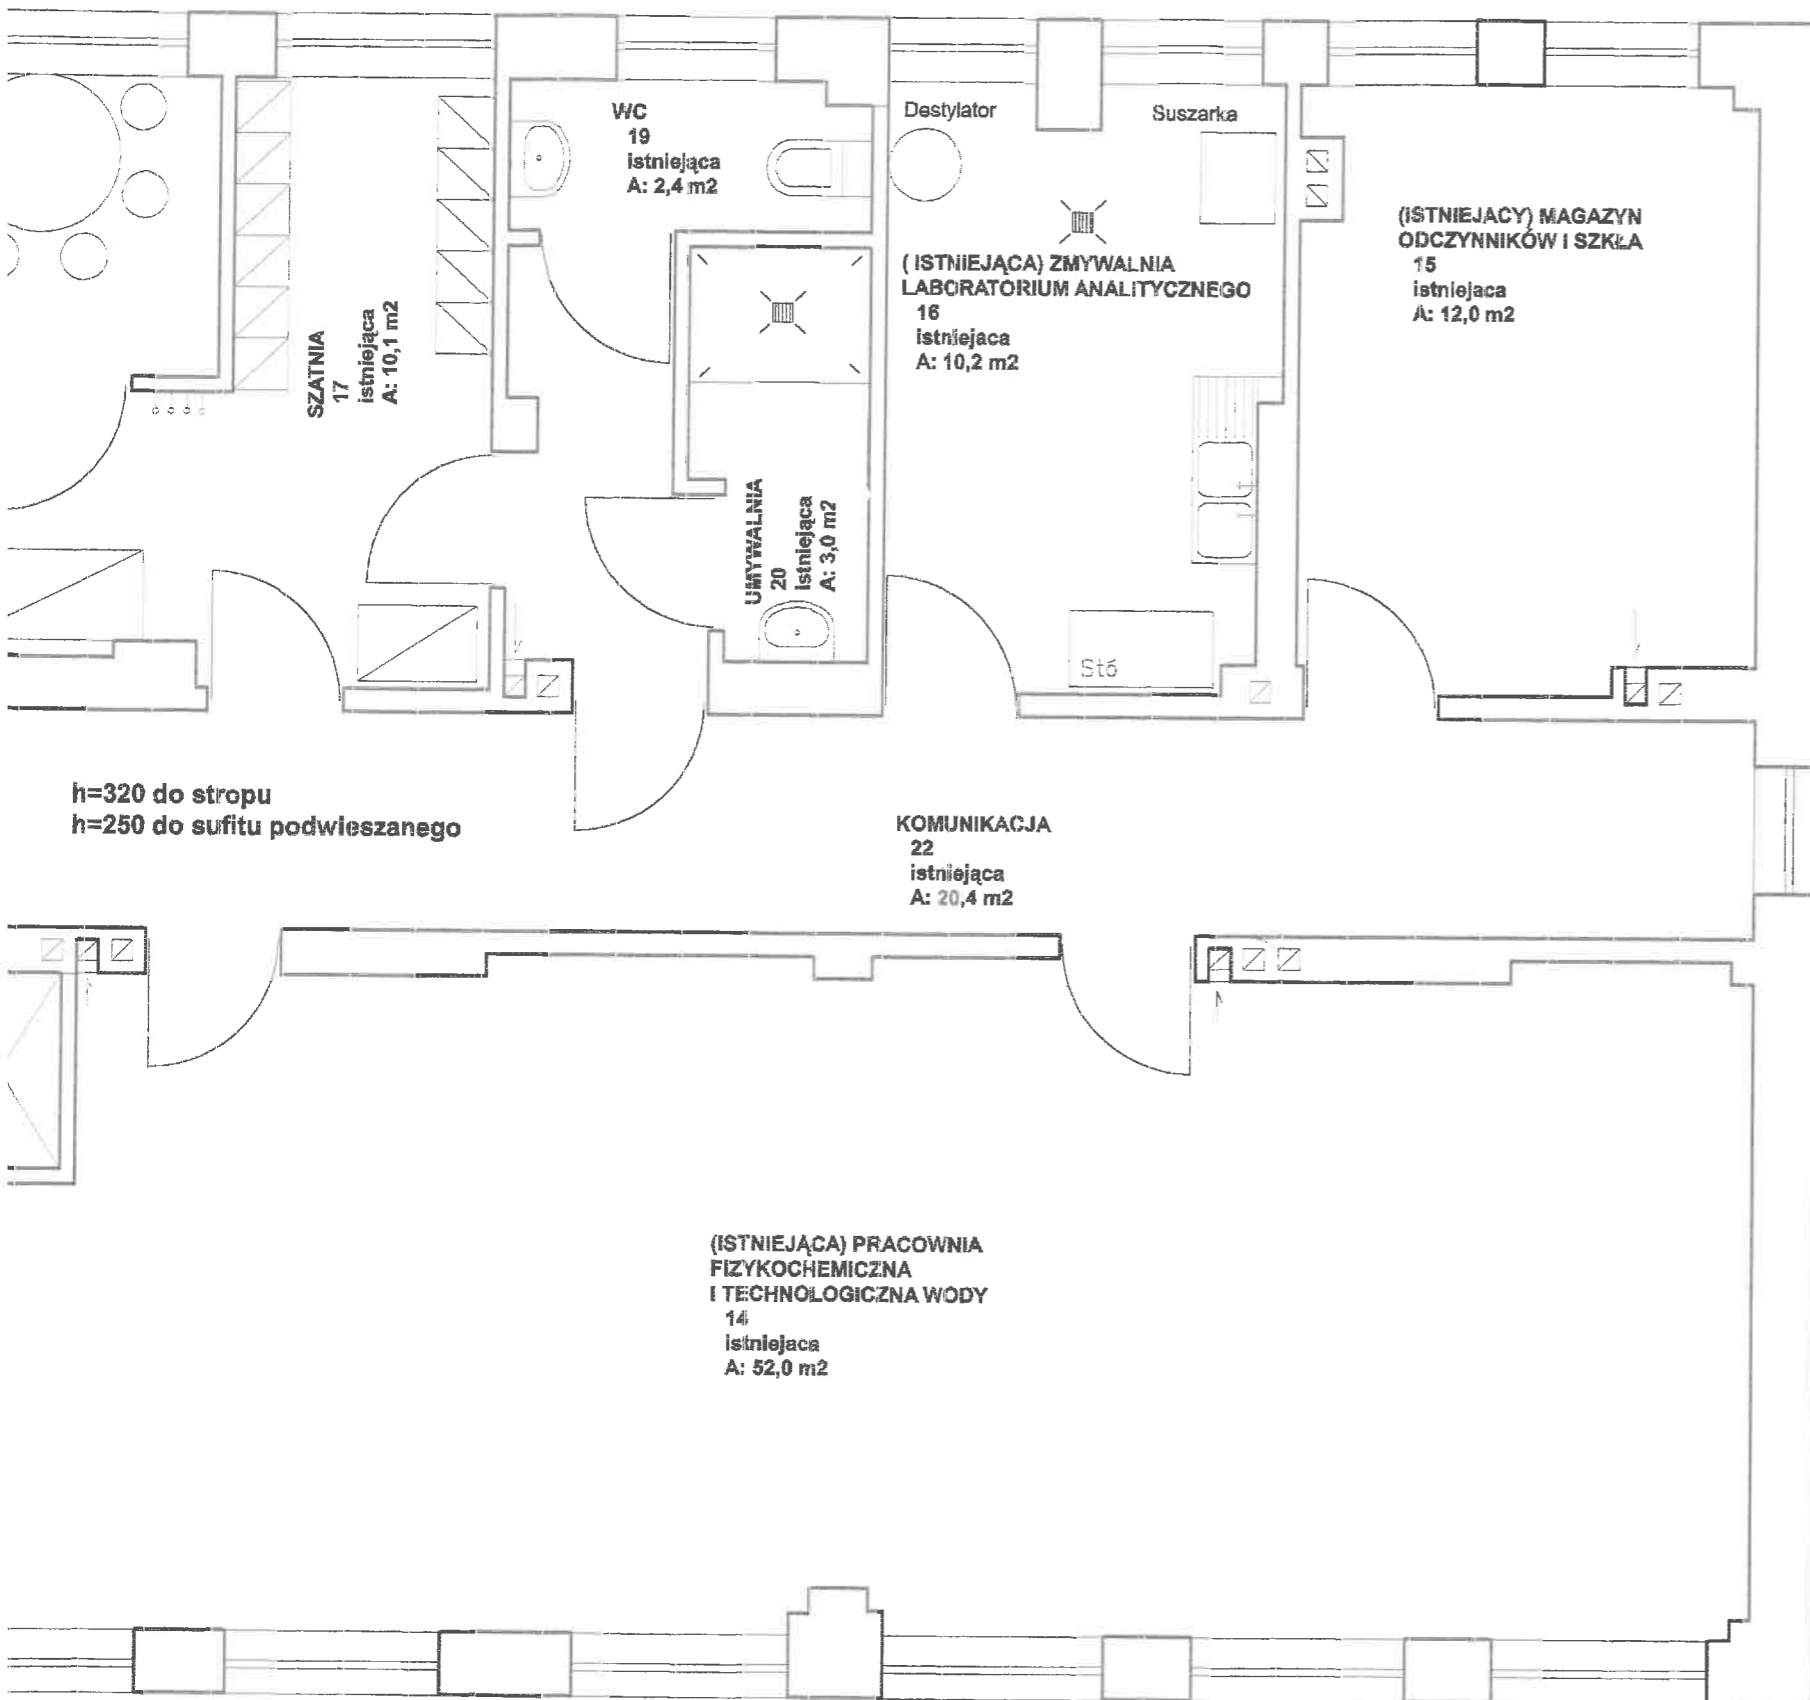 WC
19
istniejąca
A: 2,4 m2
Destylator
Suszarka
(ISTNIEJACY) MAGAZYN
ODCZYNNIKÓW I SZKŁA
15
istniejaca
A: 12,0 m2
( ISTNIEJĄCA) ZMYWALNIA
LABORATORIUM ANALITYCZNEGO
16
istniejaca
A: 10,2 m2
SZATNIA
17
istniejąca
A: 10,1 m2
UMYWALNIA
20
istniejąca
A: 3,0 m2
Stó
h=320 do stropu
h=250 do sufitu podwieszanego
KOMUNIKACJA
22
istniejąca
A: 20,4 m2
(ISTNIEJĄCA) PRACOWNIA
FIZYKOCHEMICZNA
I TECHNOLOGICZNA WODY
14
istniejaca
A: 52,0 m2